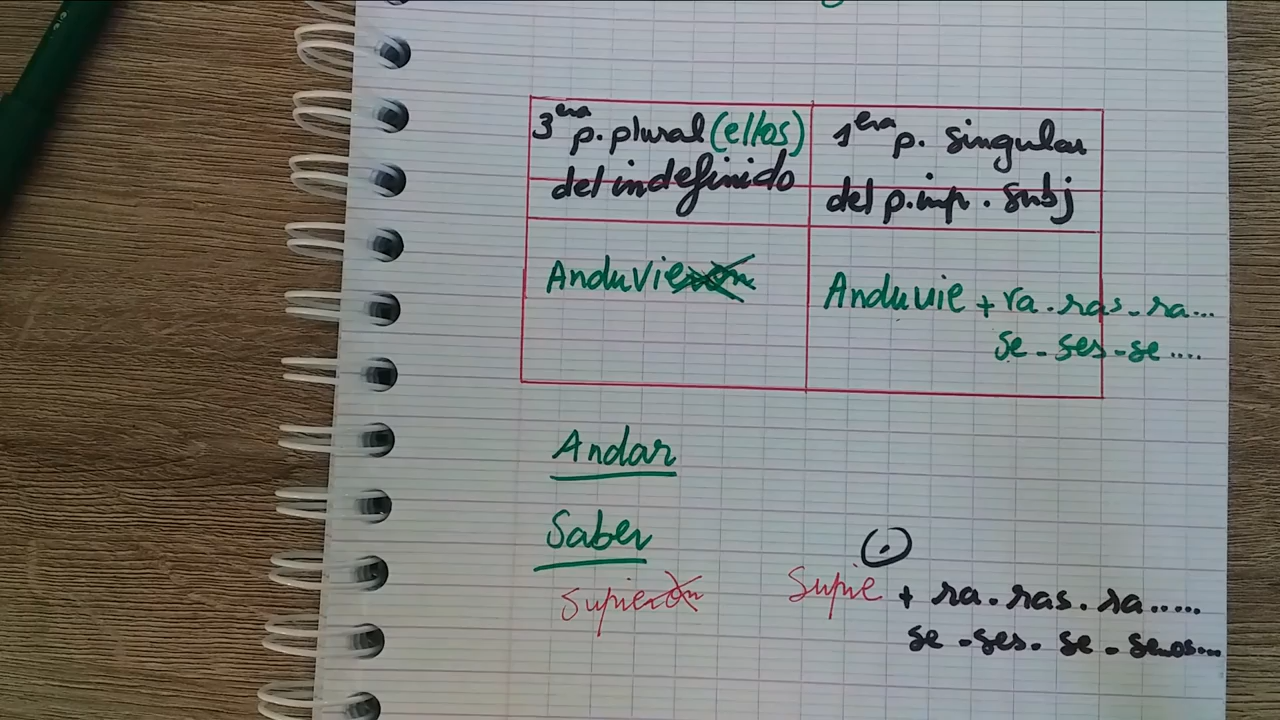 3era p. plural (ellos)
del indefinido
1era p. singular
del p. imp. subj
Anduvieron
Anduvie + ra . ras . ra...
se - ses - se ....
Andar
Saber
Supieron
Supie + ra . ras . ra.....
se - ses . se - semos...